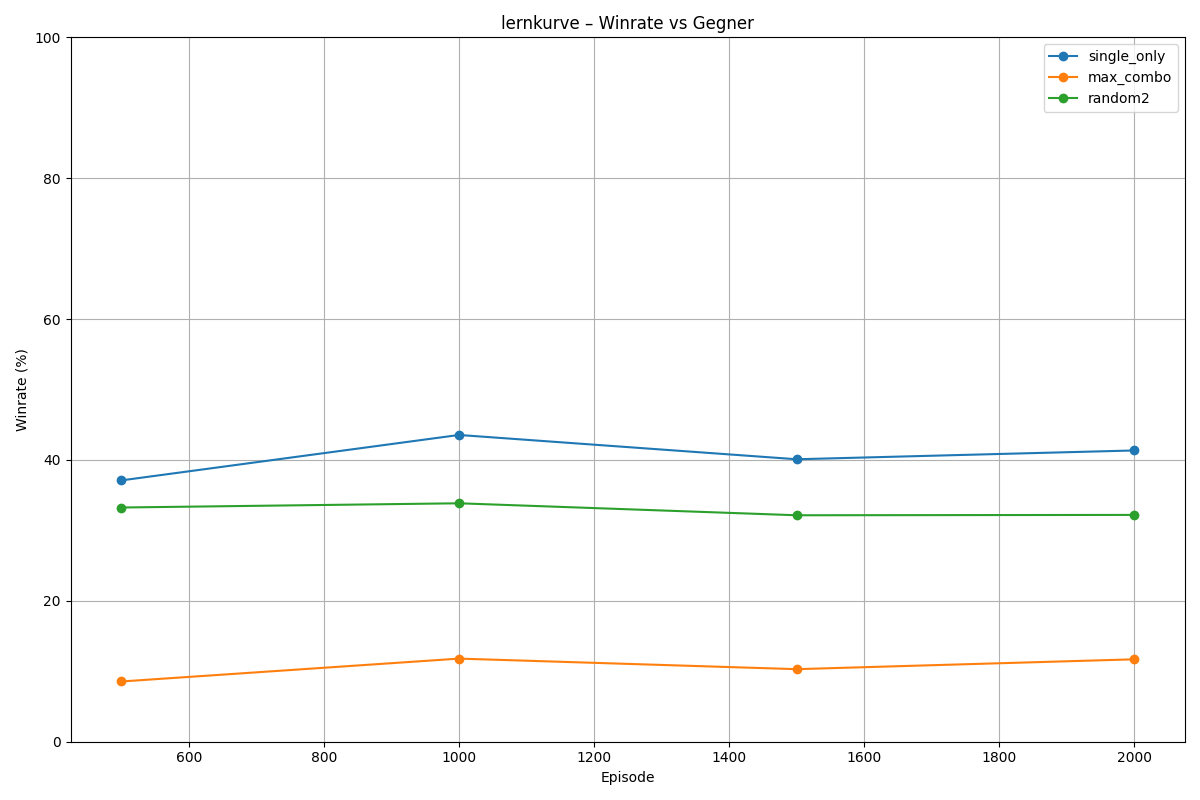 lernkurve – Winrate vs Gegner
single_only
max_combo
random2
Winrate (%)
100
80
60
40
20
0
600 800 1000 1200 1400 1600 1800 2000
Episode